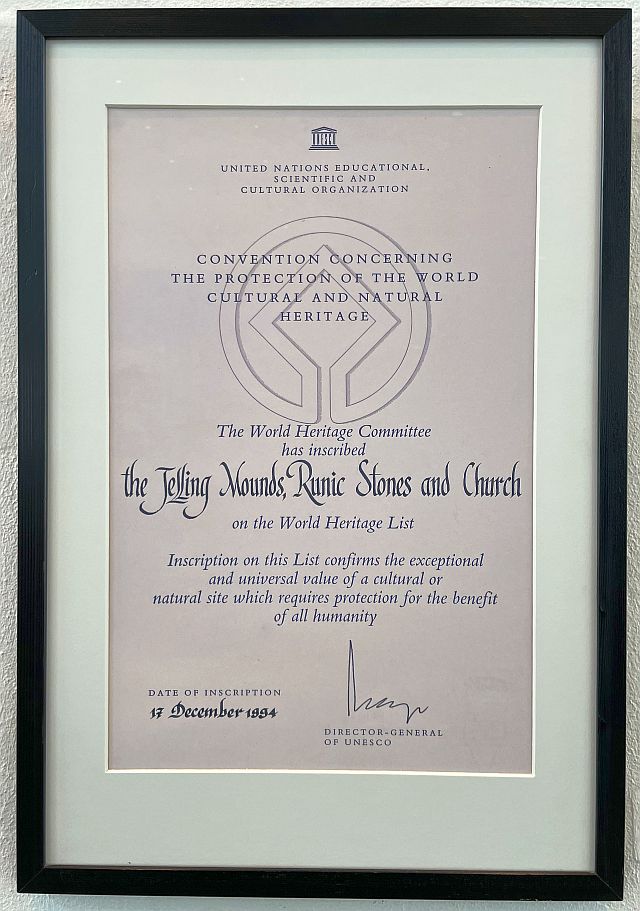 UNITED NATIONS EDUCATIONAL,
SCIENTIFIC AND
CULTURAL ORGANIZATION
CONVENTION CONCERNING
THE PROTECTION OF THE WORLD
CULTURAL AND NATURAL
HERITAGE
The World Heritage Committee
has inscribed
the Jelling Mounds, Runic Stones and Church
on the World Heritage List
Inscription on this List confirms the exceptional
and universal value of a cultural or
natural site which requires protection for the benefit
of all humanity
DATE OF INSCRIPTION
17 December 1994
DIRECTOR-GENERAL
OF UNESCO